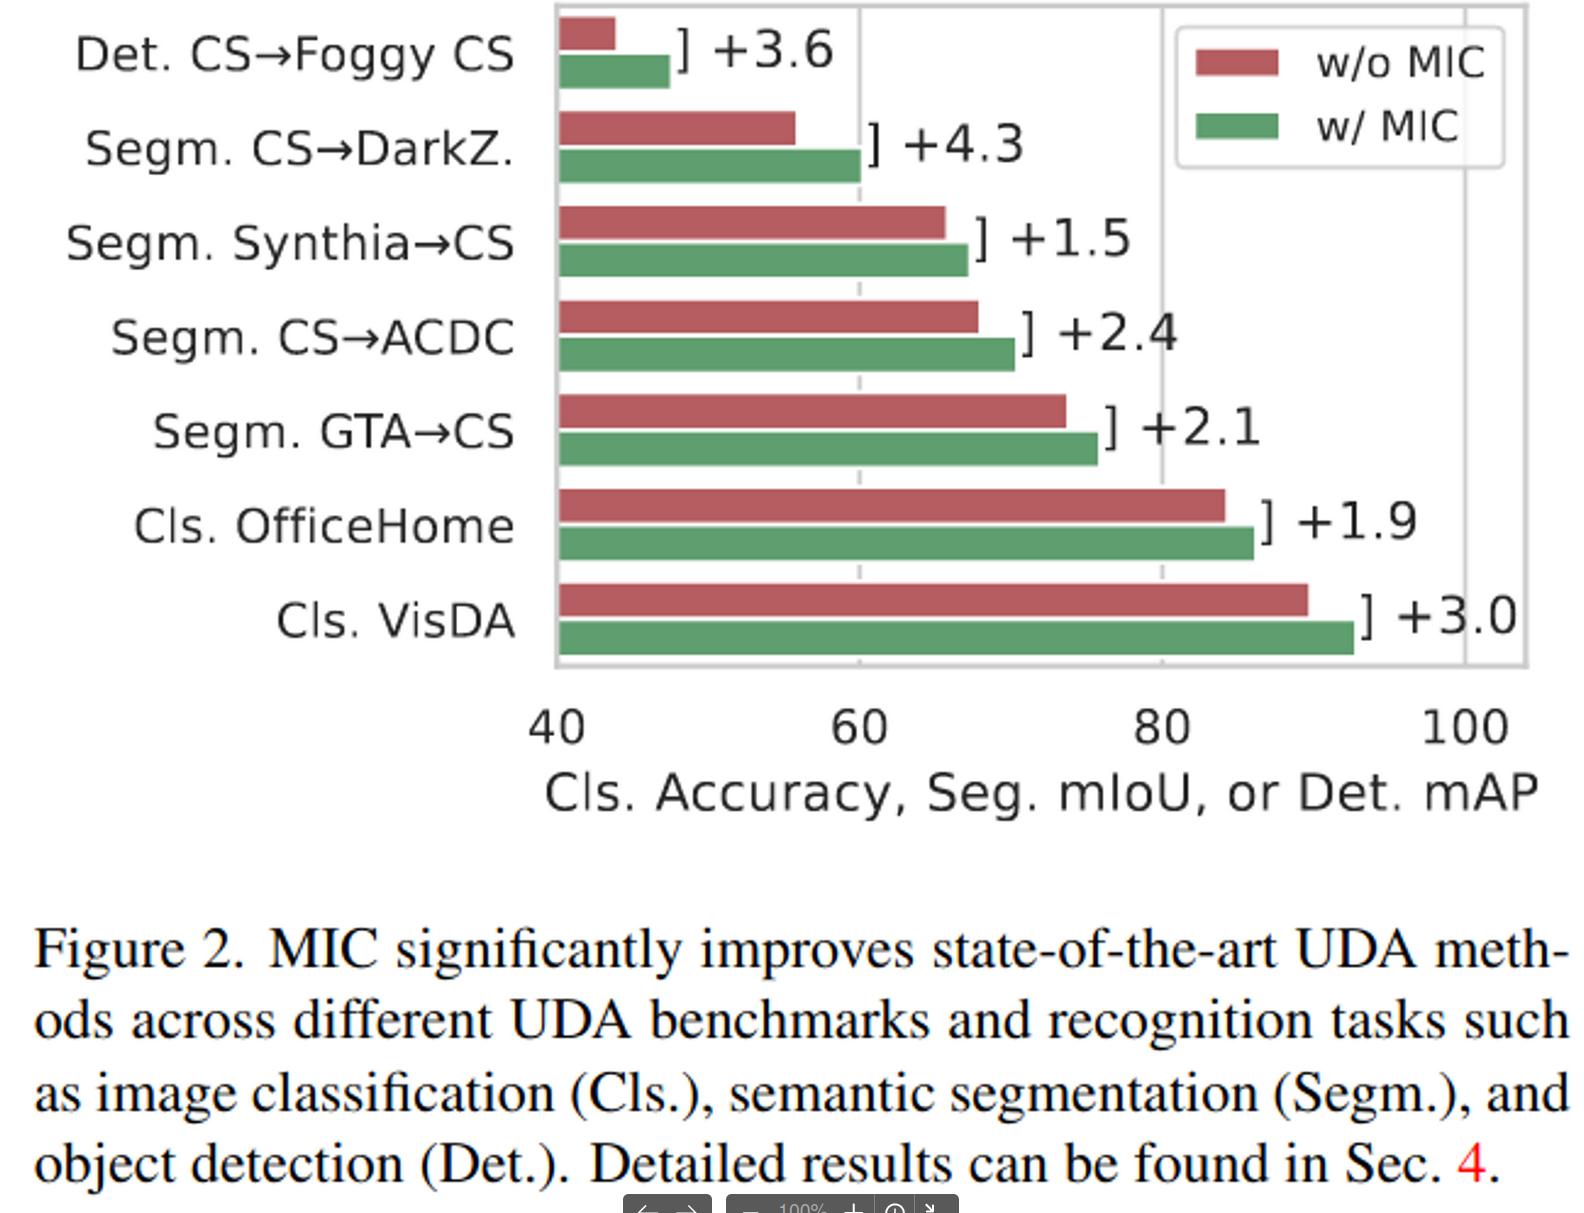 Det. CS→Foggy CS
] +3.6
w/o MIC
w/ MIC
Segm. CS→DarkZ.
] +4.3
Segm. Synthia→CS
] +1.5
Segm. CS→ACDC
] +2.4
Segm. GTA→CS
] +2.1
Cls. OfficeHome
] +1.9
Cls. VisDA
] +3.0
40 60 80 100
Cls. Accuracy, Seg. mIoU, or Det. mAP
Figure 2. MIC significantly improves state-of-the-art UDA meth-
ods across different UDA benchmarks and recognition tasks such
as image classification (Cls.), semantic segmentation (Segm.), and
object detection (Det.). Detailed results can be found in Sec. 4.
100%